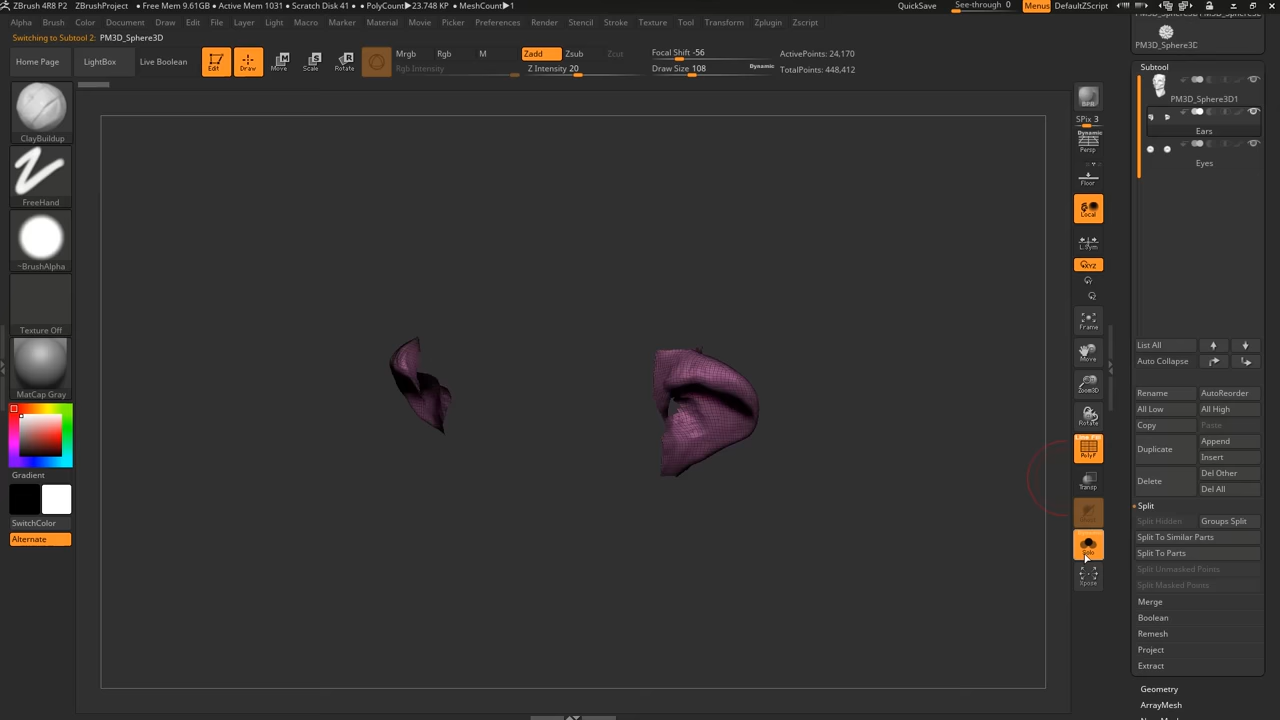 ZBrush 4R8 P2 ZBrushProject • Free Mem 9.61GB • Active Mem 1031 • Scratch Disk 41 • PolyCount▶23.748 KP • MeshCount▶1 QuickSave See-through 0 Menus DefaultZScript
Alpha Brush Color Document Draw Edit File Layer Light Macro Marker Material Movie Picker Preferences Render Stencil Stroke Texture Tool Transform Zplugin Zscript
Switching to Subtool 2: PM3D_Sphere3D
Home Page LightBox Live Boolean Edit Draw Move Scale Rotate
Mrgb Rgb M Zadd Zsub Zcut
Rgb Intensity Z Intensity 20
Focal Shift -56
Draw Size 108 Dynamic
ActivePoints: 24,170
TotalPoints: 448,412
ClayBuildup
FreeHand
~BrushAlpha
Texture Off
MatCap Gray
Gradient
SwitchColor
Alternate
BPR
SPix 3
Dynamic
Persp
Floor
Local
L.Sym
XYZ
Frame
Move
Zoom3D
Rotate
Line Fill
PolyF
Transp
Solo
Xpose
PM3D_Sphere3D
Subtool
PM3D_Sphere3D1
Ears
Eyes
List All
Auto Collapse
Rename AutoReorder
All Low All High
Copy Paste
Duplicate Append
Insert
Delete Del Other
Del All
Split
Split Hidden Groups Split
Split To Similar Parts
Split To Parts
Split Unmasked Points
Split Masked Points
Merge
Boolean
Remesh
Project
Extract
Geometry
ArrayMesh